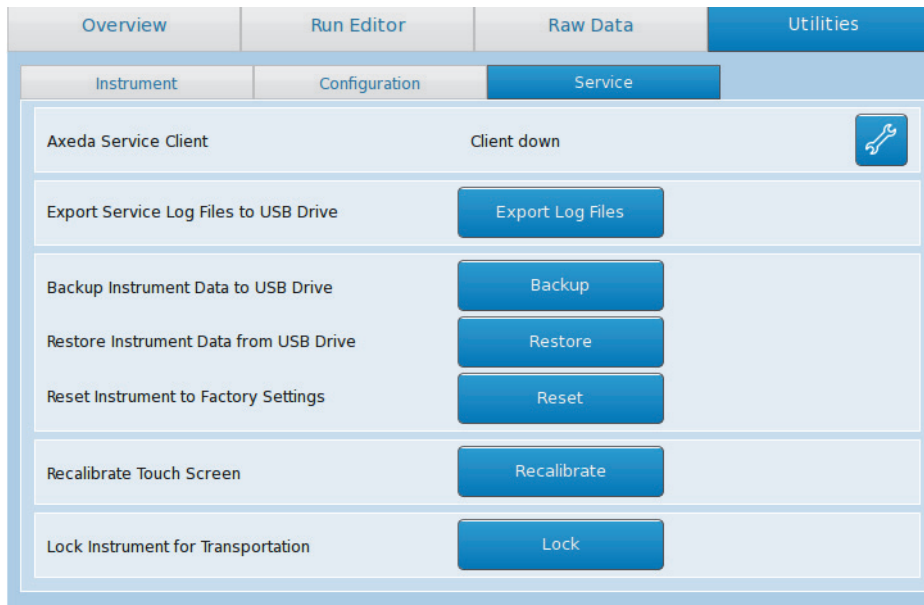 Overview Run Editor Raw Data Utilities
Instrument Configuration Service
Axeda Service Client Client down
Export Service Log Files to USB Drive Export Log Files
Backup Instrument Data to USB Drive Backup
Restore Instrument Data from USB Drive Restore
Reset Instrument to Factory Settings Reset
Recalibrate Touch Screen Recalibrate
Lock Instrument for Transportation Lock